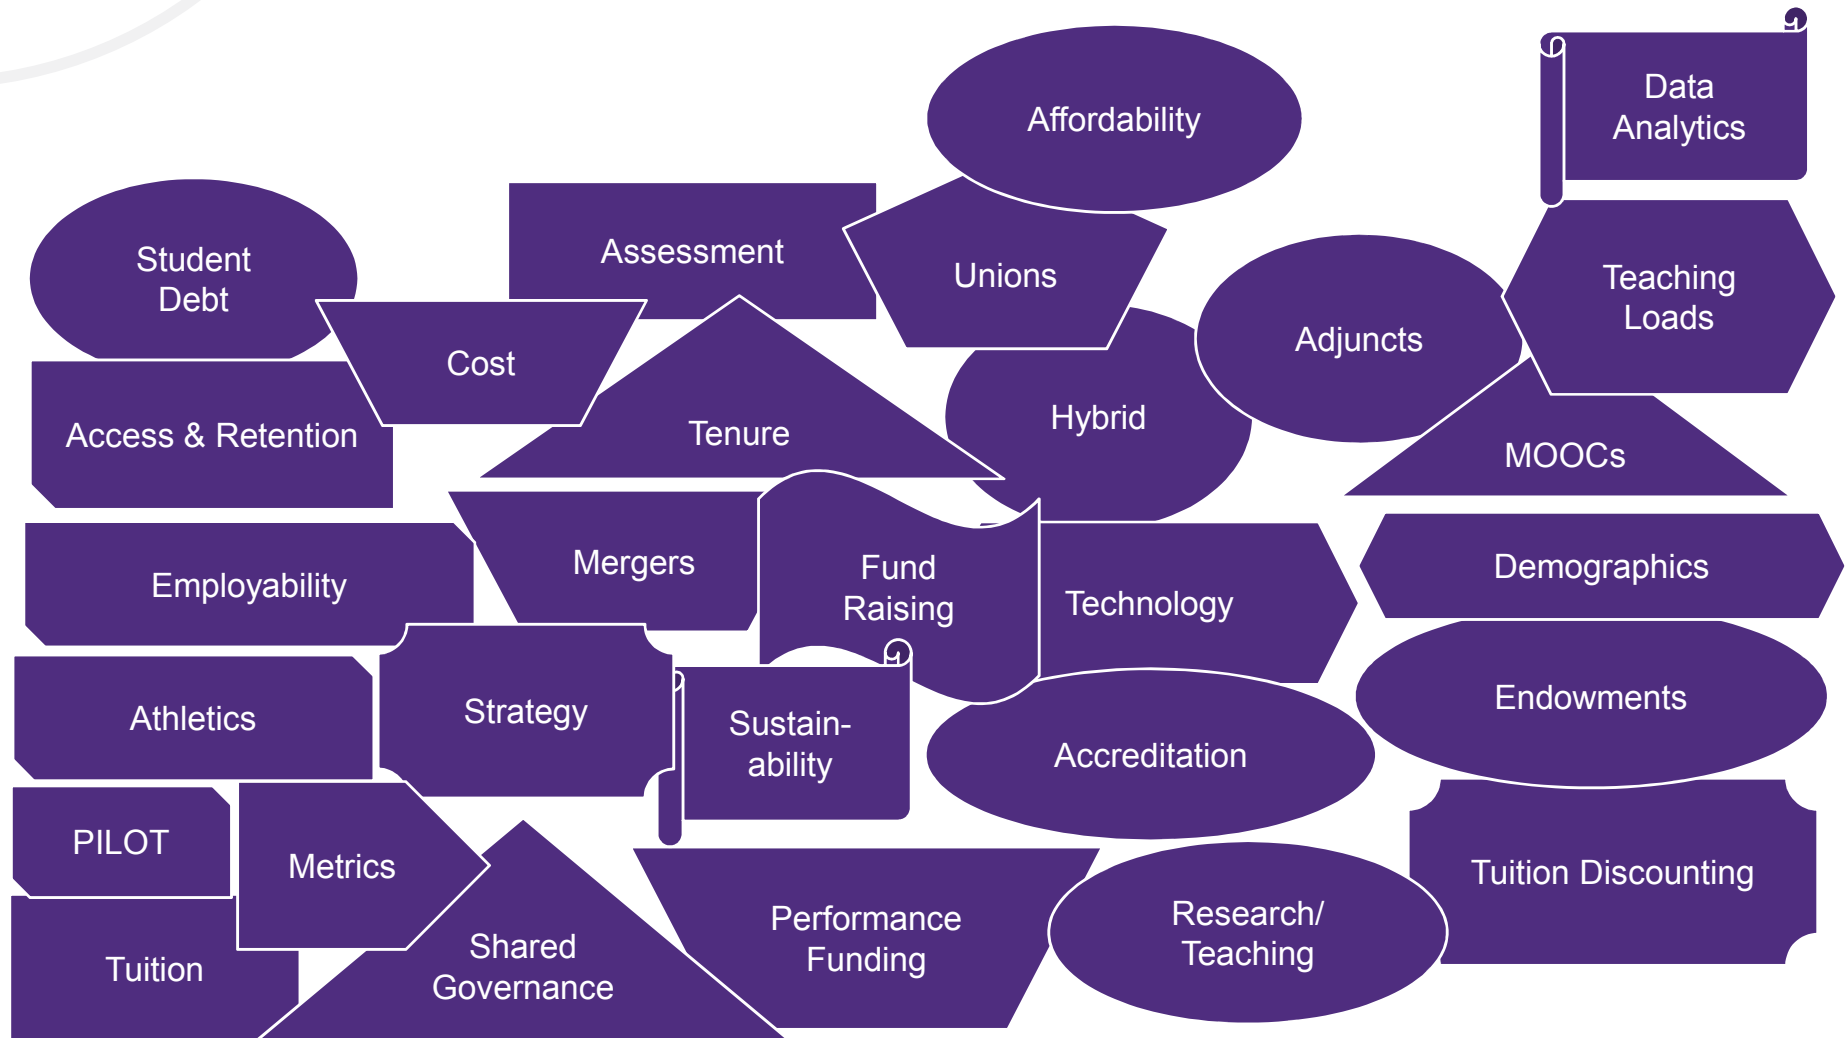 Data
Analytics
Affordability
Student
Debt
Assessment
Unions
Teaching
Loads
Adjuncts
Cost
Access & Retention
Tenure
Hybrid
MOOCs
Employability
Mergers
Fund
Raising
Technology
Demographics
Athletics
Strategy
Sustain-
ability
Accreditation
Endowments
PILOT
Metrics
Tuition Discounting
Performance
Funding
Research/
Teaching
Tuition
Shared
Governance